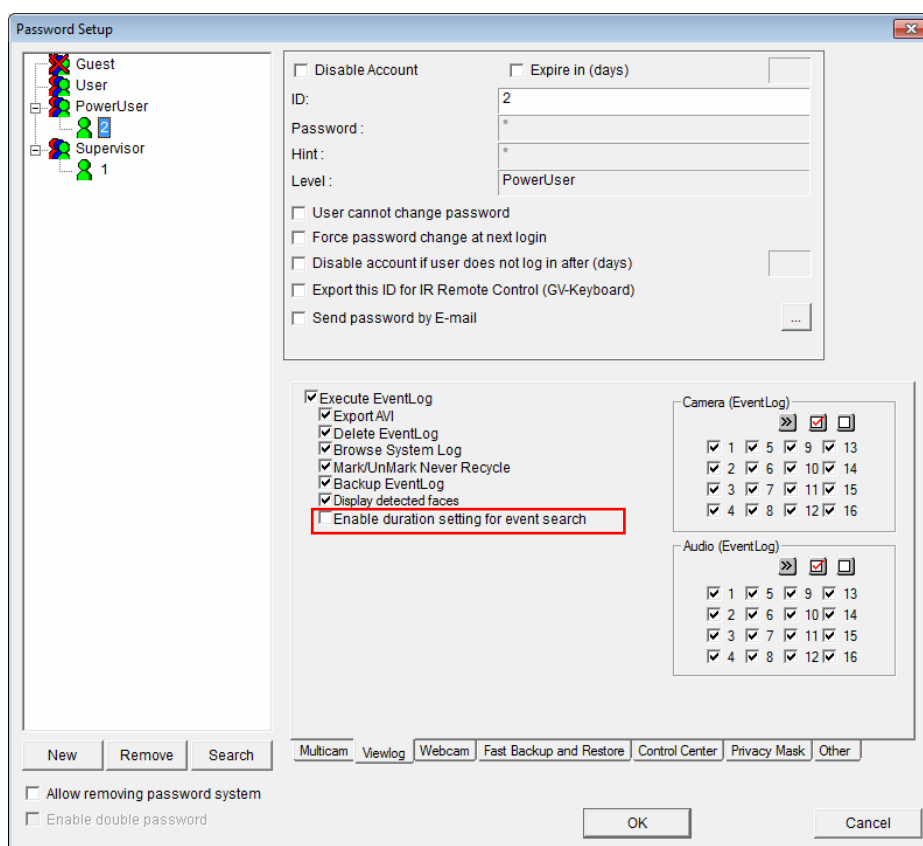 Password Setup
Guest
User
PowerUser
2
Supervisor
1
Disable Account Expire in (days)
ID: 2
Password : *
Hint : *
Level : PowerUser
User cannot change password
Force password change at next login
Disable account if user does not log in after (days)
Export this ID for IR Remote Control (GV-Keyboard)
Send password by E-mail ...
Execute EventLog
Export AVI
Delete EventLog
Browse System Log
Mark/UnMark Never Recycle
Backup EventLog
Display detected faces
Enable duration setting for event search
Camera (EventLog)
1 5 9 13
2 6 10 14
3 7 11 15
4 8 12 16
Audio (EventLog)
1 5 9 13
2 6 10 14
3 7 11 15
4 8 12 16
Multicam Viewlog Webcam Fast Backup and Restore Control Center Privacy Mask Other
New Remove Search
Allow removing password system
Enable double password
OK Cancel